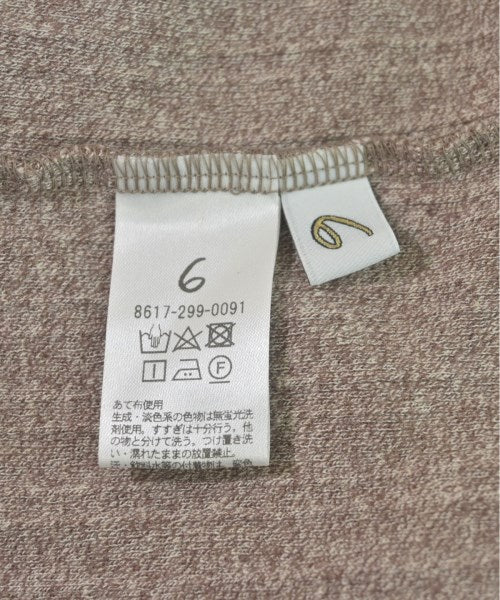 6
6
8617-299-0091
あて布使用
生成・淡色系の色物は無蛍光洗
剤使用。すすぎは十分行う。他
の物と分けて洗う。つけ置き洗
い・濡れたままの放置禁止。